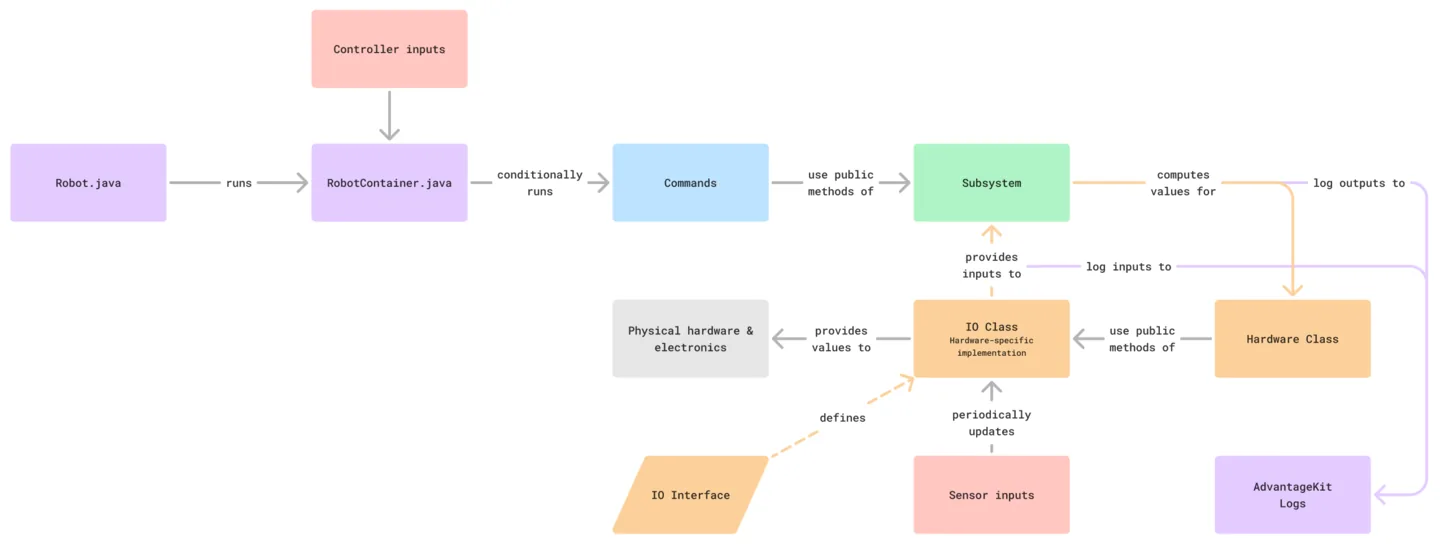 Controller inputs
Robot.java
runs
RobotContainer.java
conditionally
runs
Commands
use public
methods of
Subsystem
computes
values for
log outputs to
provides
inputs to
log inputs to
Physical hardware &
electronics
provides
values to
IO Class
Hardware-specific
implementation
use public
methods of
Hardware Class
defines
periodically
updates
IO Interface
Sensor inputs
AdvantageKit
Logs